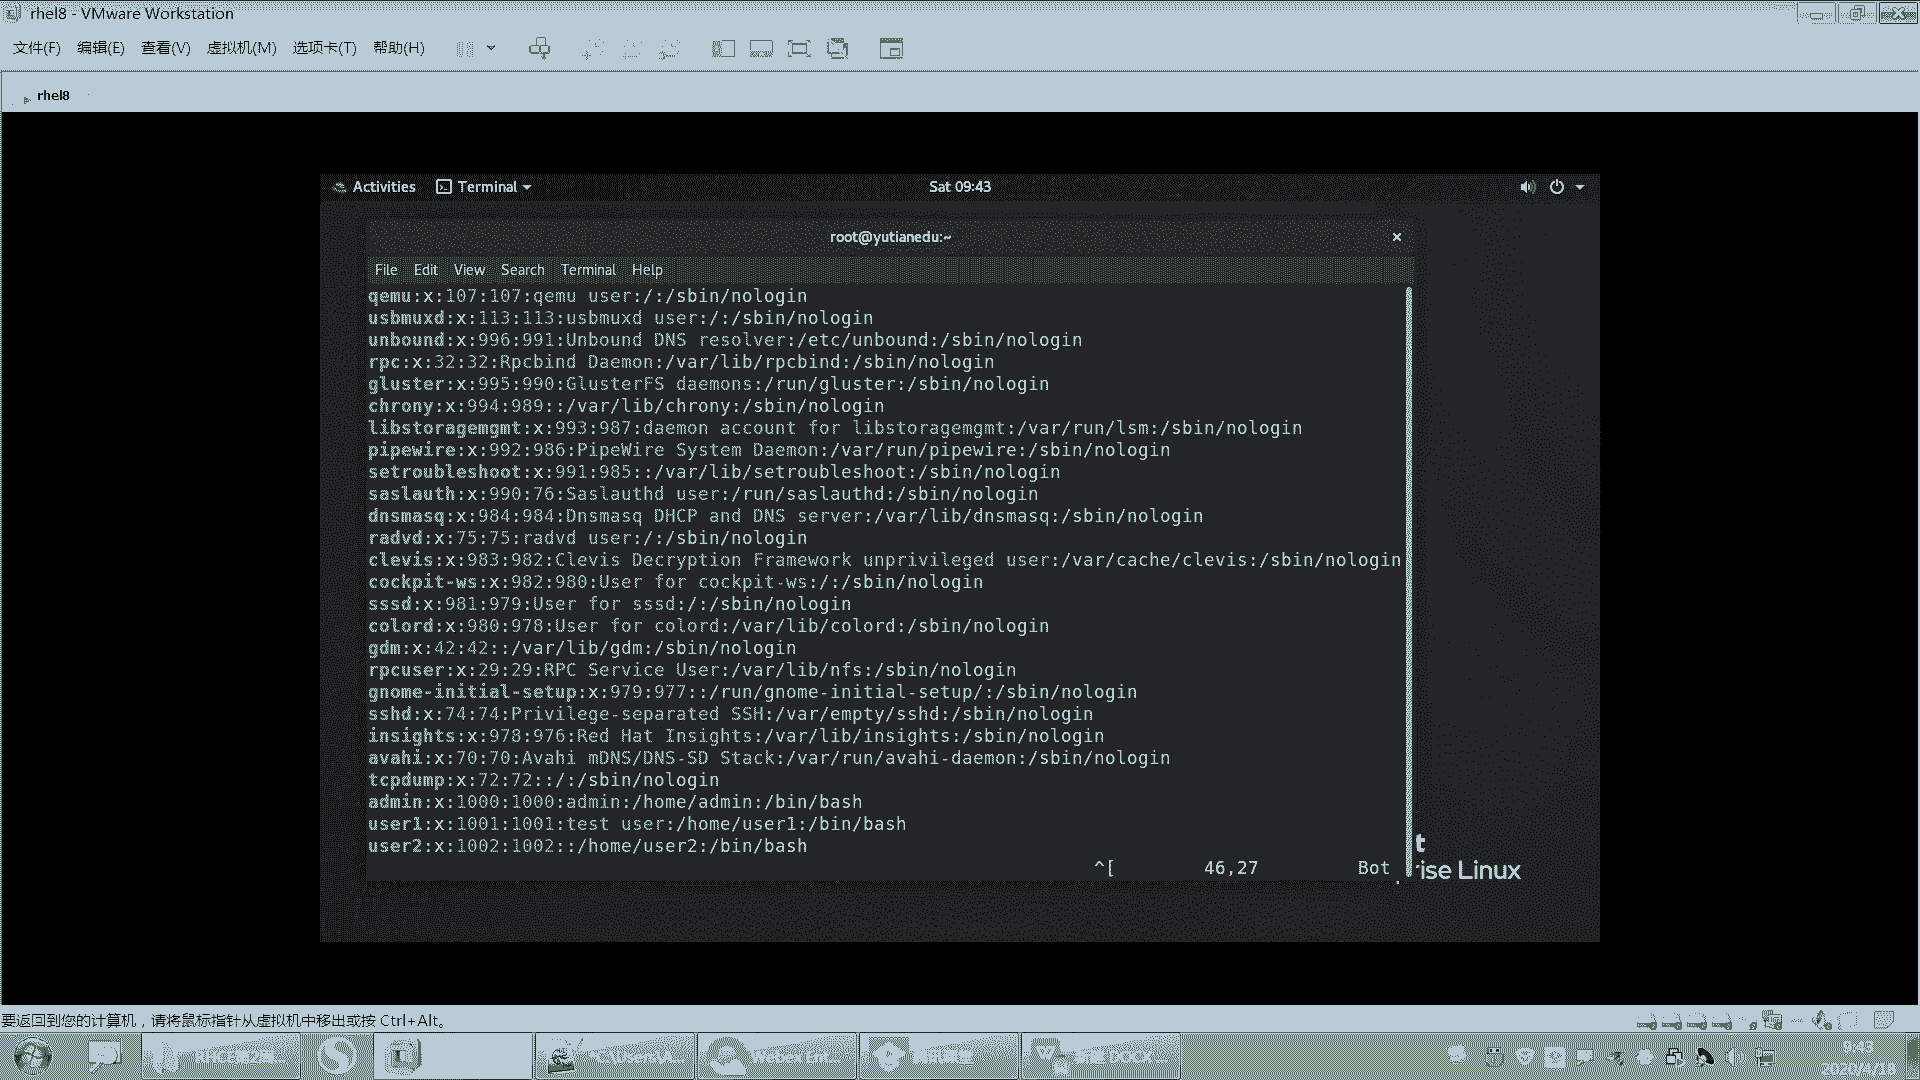 rhel8 - VMware Workstation
文件(F) 编辑(E) 查看(V) 虚拟机(M) 选项卡(T) 帮助(H)
rhel8
Activities Terminal Sat 09:43
root@yutianedu:~
File Edit View Search Terminal Help
qemu:x:107:107:qemu user:/:/sbin/nologin
usbmuxd:x:113:113:usbmuxd user:/:/sbin/nologin
unbound:x:996:991:Unbound DNS resolver:/etc/unbound:/sbin/nologin
rpc:x:32:32:Rpcbind Daemon:/var/lib/rpcbind:/sbin/nologin
gluster:x:995:990:GlusterFS daemons:/run/gluster:/sbin/nologin
chrony:x:994:989::/var/lib/chrony:/sbin/nologin
libstoragemgmt:x:993:987:daemon account for libstoragemgmt:/var/run/lsm:/sbin/nologin
pipewire:x:992:986:PipeWire System Daemon:/var/run/pipewire:/sbin/nologin
setroubleshoot:x:991:985::/var/lib/setroubleshoot:/sbin/nologin
saslauth:x:990:76:Saslauthd user:/run/saslauthd:/sbin/nologin
dnsmasq:x:984:984:Dnsmasq DHCP and DNS server:/var/lib/dnsmasq:/sbin/nologin
radvd:x:75:75:radvd user:/:/sbin/nologin
clevis:x:983:982:Clevis Decryption Framework unprivileged user:/var/cache/clevis:/sbin/nologin
cockpit-ws:x:982:980:User for cockpit-ws:/:/sbin/nologin
sssd:x:981:979:User for sssd:/:/sbin/nologin
colord:x:980:978:User for colord:/var/lib/colord:/sbin/nologin
gdm:x:42:42::/var/lib/gdm:/sbin/nologin
rpcuser:x:29:29:RPC Service User:/var/lib/nfs:/sbin/nologin
gnome-initial-setup:x:979:977::/run/gnome-initial-setup/:/sbin/nologin
sshd:x:74:74:Privilege-separated SSH:/var/empty/sshd:/sbin/nologin
insights:x:978:976:Red Hat Insights:/var/lib/insights:/sbin/nologin
avahi:x:70:70:Avahi mDNS/DNS-SD Stack:/var/run/avahi-daemon:/sbin/nologin
tcpdump:x:72:72::/:/sbin/nologin
admin:x:1000:1000:admin:/home/admin:/bin/bash
user1:x:1001:1001:test user:/home/user1:/bin/bash
user2:x:1002:1002::/home/user2:/bin/bash
^[ 46,27 Bot
t
rise Linux
要返回到您的计算机，请将鼠标指针从虚拟机中移出或按 Ctrl+Alt。
*C:\Users\A... Webex Ent... DOCX... 9:43
2020/4/18